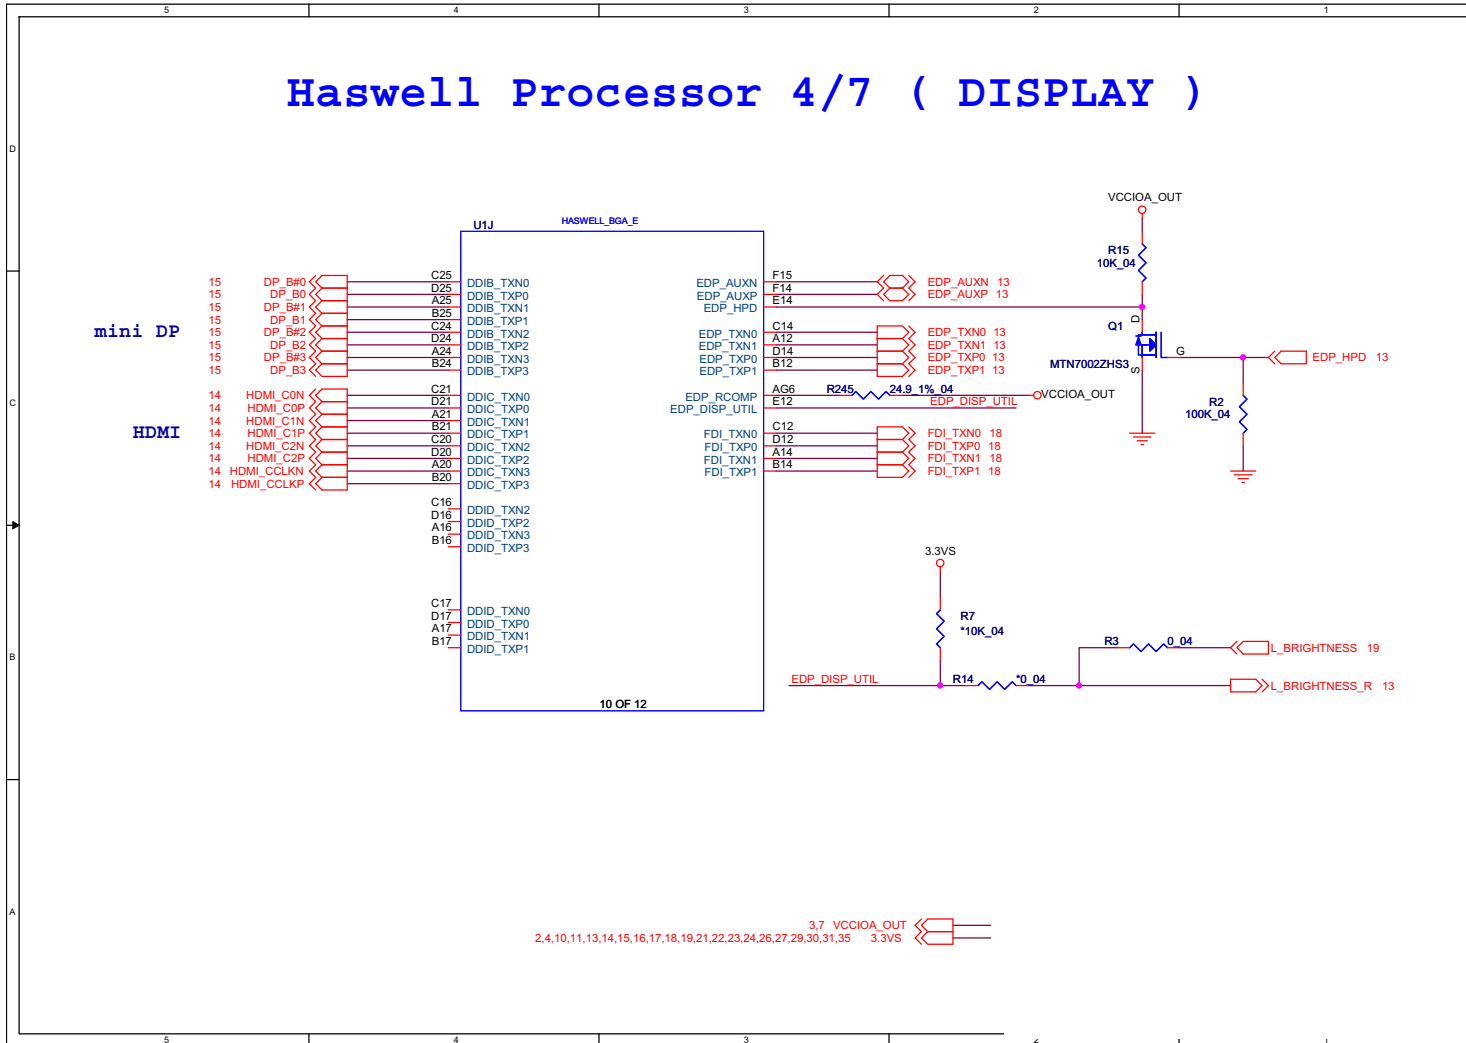 5 4 3 2 1
Haswell Processor 4/7 ( DISPLAY )
D
C
B
A
U1J HASWELL_BGA_E
mini DP
15 DP_B#0 C25 DDIB_TXN0
15 DP_B0 D25 DDIB_TXP0
15 DP_B#1 A25 DDIB_TXN1
15 DP_B1 B25 DDIB_TXP1
15 DP_B#2 C24 DDIB_TXN2
15 DP_B2 D24 DDIB_TXP2
15 DP_B#3 A24 DDIB_TXN3
15 DP_B3 B24 DDIB_TXP3
HDMI
14 HDMI_C0N C21 DDIC_TXN0
14 HDMI_C0P D21 DDIC_TXP0
14 HDMI_C1N A21 DDIC_TXN1
14 HDMI_C1P B21 DDIC_TXP1
14 HDMI_C2N C20 DDIC_TXN2
14 HDMI_C2P D20 DDIC_TXP2
14 HDMI_CCLKN A20 DDIC_TXN3
14 HDMI_CCLKP B20 DDIC_TXP3
C16 DDID_TXN2
D16 DDID_TXP2
A16 DDID_TXN3
B16 DDID_TXP3
C17 DDID_TXN0
D17 DDID_TXP0
A17 DDID_TXN1
B17 DDID_TXP1
10 OF 12
EDP_AUXN F15 EDP_AUXN 13
EDP_AUXP F14 EDP_AUXP 13
EDP_HPD E14
EDP_TXN0 C14 EDP_TXN0 13
EDP_TXN1 A12 EDP_TXN1 13
EDP_TXP0 D14 EDP_TXP0 13
EDP_TXP1 B12 EDP_TXP1 13
EDP_RCOMP AG6 R245 24.9_1%_04 VCCIOA_OUT
EDP_DISP_UTIL E12 EDP_DISP_UTIL
FDI_TXN0 C12 FDI_TXN0 18
FDI_TXP0 D12 FDI_TXP0 18
FDI_TXN1 A14 FDI_TXN1 18
FDI_TXP1 B14 FDI_TXP1 18
VCCIOA_OUT
R15
10K_04
D
Q1
G
S
MTN7002ZHS3
EDP_HPD 13
R2
100K_04
3.3VS
R7
*10K_04
R3 0_04 L_BRIGHTNESS 19
EDP_DISP_UTIL R14 *0_04 L_BRIGHTNESS_R 13
3,7 VCCIOA_OUT
2,4,10,11,13,14,15,16,17,18,19,21,22,23,24,26,27,29,30,31,35 3.3VS
5 4 3